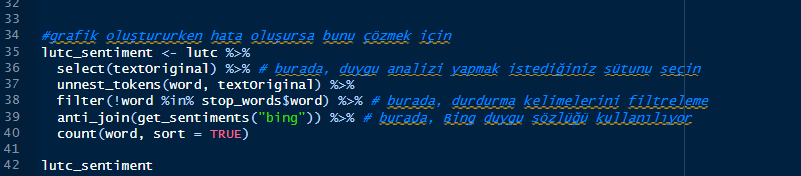 32
33
34 #grafik oluştururken hata oluşursa bunu çözmek için
35 lutc_sentiment <- lutc %>%
36 select(textOriginal) %>% # burada, duygu analizi yapmak istediğiniz sütunu seçin
37 unnest_tokens(word, textOriginal) %>%
38 filter(!word %in% stop_words$word) %>% # burada, durdurma kelimelerini filtreleme
39 anti_join(get_sentiments("bing")) %>% # burada, Bing duygu sözlüğü kullanılıyor
40 count(word, sort = TRUE)
41
42 lutc_sentiment